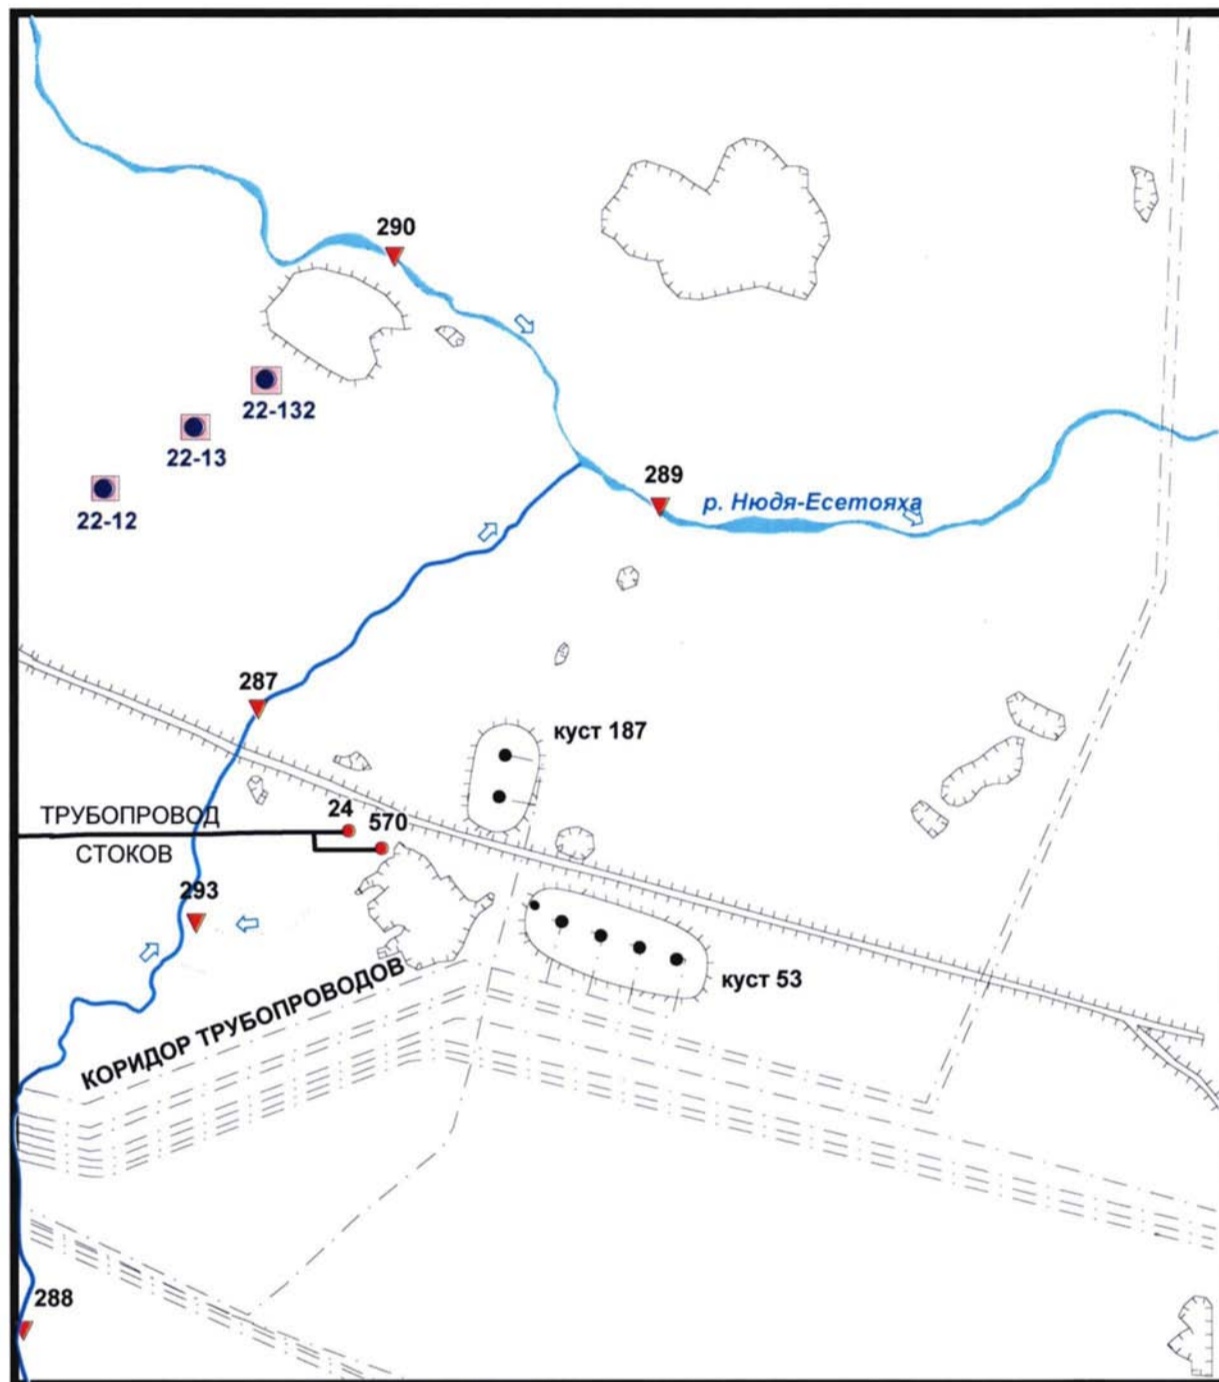 290
22-132
22-13
22-12
289
р. Нюдя-Есетояха
287
куст 187
ТРУБОПРОВОД
СТОКОВ
24
570
293
куст 53
КОРИДОР ТРУБОПРОВОДОВ
288